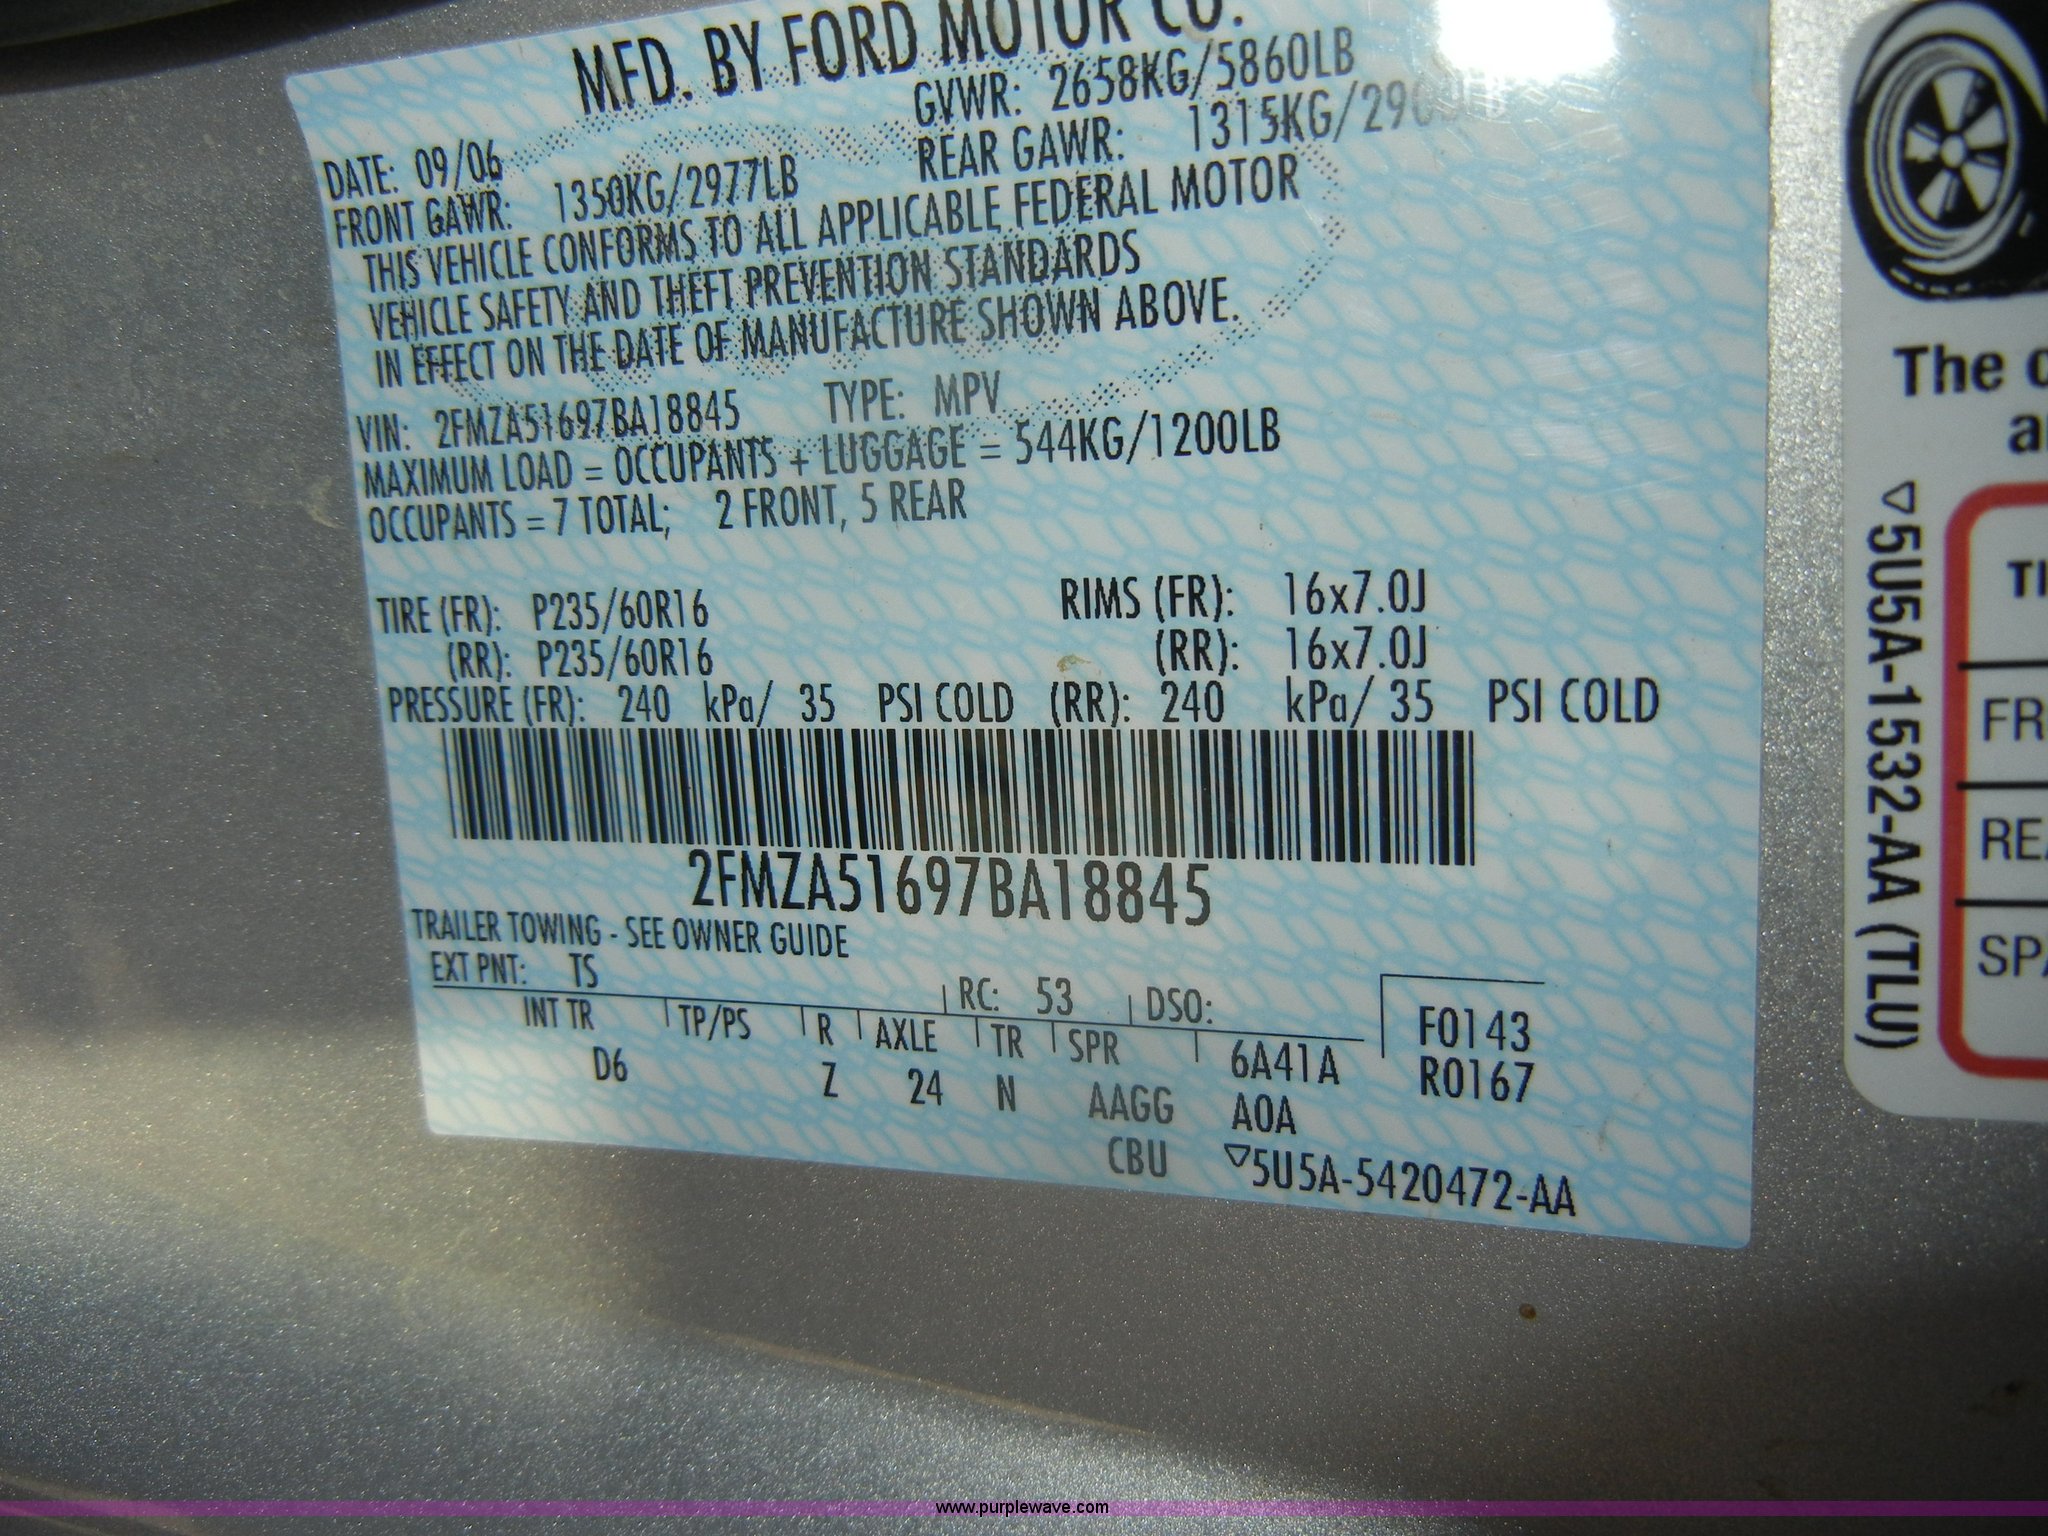 MFD. BY FORD MOTOR CO.
DATE: 09/06 GVWR: 2658KG/5860LB
FRONT GAWR: 1350KG/2977LB REAR GAWR: 1315KG/
THIS VEHICLE CONFORMS TO ALL APPLICABLE FEDERAL MOTOR
VEHICLE SAFETY AND THEFT PREVENTION STANDARDS
IN EFFECT ON THE DATE OF MANUFACTURE SHOWN ABOVE.
VIN: 2FMZA51697BA18845 TYPE: MPV
MAXIMUM LOAD = OCCUPANTS + LUGGAGE = 544KG/1200LB
OCCUPANTS = 7 TOTAL; 2 FRONT, 5 REAR
TIRE (FR): P235/60R16 RIMS (FR): 16x7.0J
(RR): P235/60R16 (RR): 16x7.0J
PRESSURE (FR): 240 kPa/ 35 PSI COLD (RR): 240 kPa/ 35 PSI COLD
2FMZA51697BA18845
TRAILER TOWING - SEE OWNER GUIDE
EXT PNT: TS RC: 53 DSO:
INT TR TP/PS R AXLE TR SPR 6A41A F0143
D6 Z 24 N AAGG A0A R0167
CBU ▽5U5A-5420472-AA
The
▽5U5A-1532-AA (TLU)
TI
FR
REA
SPA
www.purplewave.com